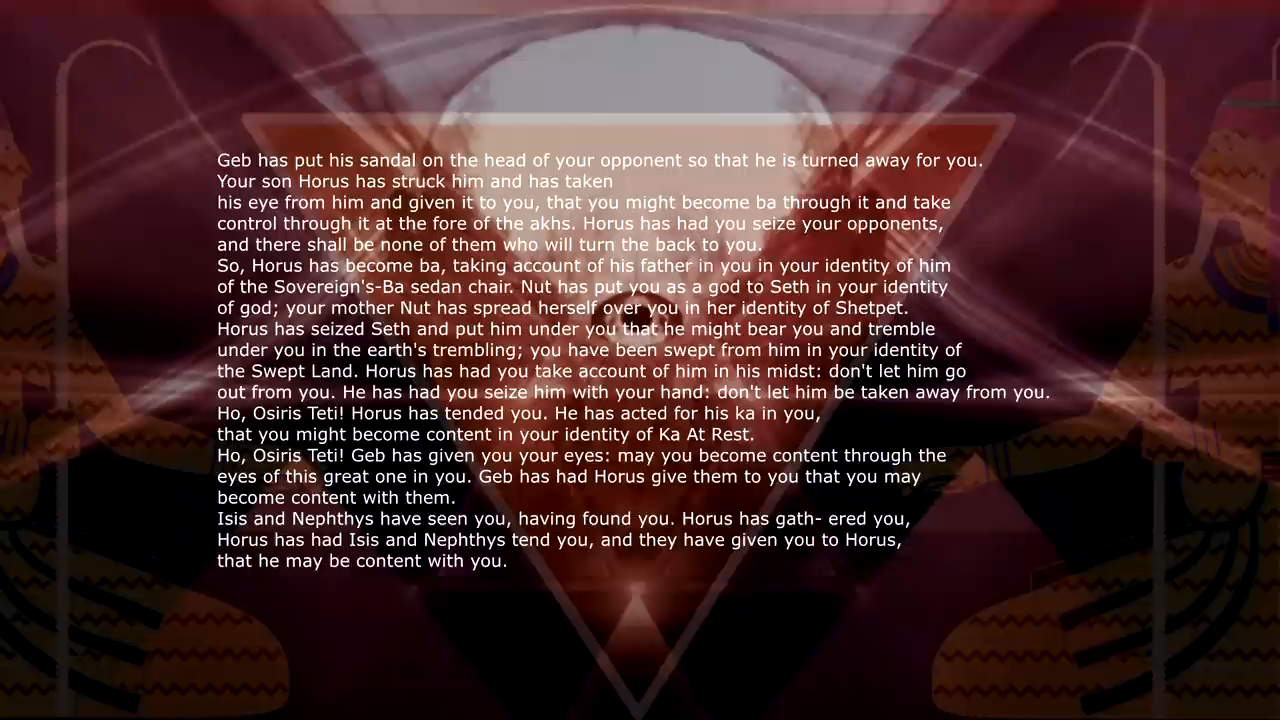 Geb has put his sandal on the head of your opponent so that he is turned away for you.
Your son Horus has struck him and has taken
his eye from him and given it to you, that you might become ba through it and take
control through it at the fore of the akhs. Horus has had you seize your opponents,
and there shall be none of them who will turn the back to you.
So, Horus has become ba, taking account of his father in you in your identity of him
of the Sovereign's-Ba sedan chair. Nut has put you as a god to Seth in your identity
of god; your mother Nut has spread herself over you in her identity of Shetpet.
Horus has seized Seth and put him under you that he might bear you and tremble
under you in the earth's trembling; you have been swept from him in your identity of
the Swept Land. Horus has had you take account of him in his midst: don't let him go
out from you. He has had you seize him with your hand: don't let him be taken away from you.
Ho, Osiris Teti! Horus has tended you. He has acted for his ka in you,
that you might become content in your identity of Ka At Rest.
Ho, Osiris Teti! Geb has given you your eyes: may you become content through the
eyes of this great one in you. Geb has had Horus give them to you that you may
become content with them.
Isis and Nephthys have seen you, having found you. Horus has gath- ered you,
Horus has had Isis and Nephthys tend you, and they have given you to Horus,
that he may be content with you.